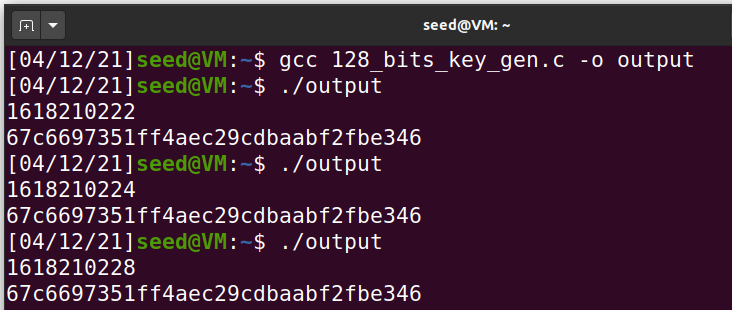 seed@VM: ~
[04/12/21]seed@VM:~$ gcc 128_bits_key_gen.c -o output
[04/12/21]seed@VM:~$ ./output
1618210222
67c6697351ff4aec29cdbaabf2fbe346
[04/12/21]seed@VM:~$ ./output
1618210224
67c6697351ff4aec29cdbaabf2fbe346
[04/12/21]seed@VM:~$ ./output
1618210228
67c6697351ff4aec29cdbaabf2fbe346